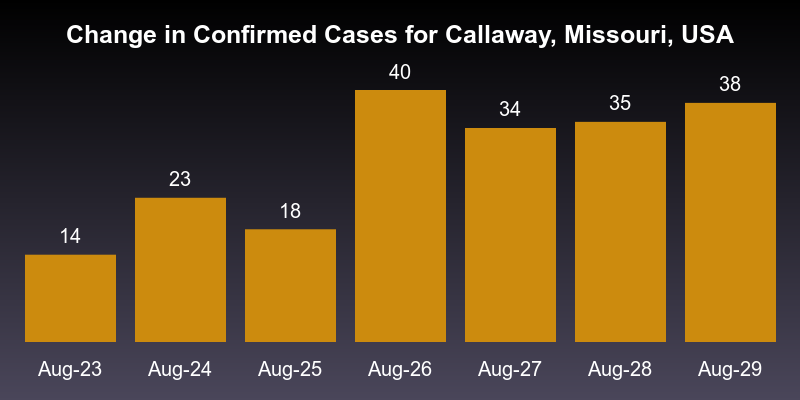 Change in Confirmed Cases for Callaway, Missouri, USA
14
23
18
40
34
35
38
Aug-23
Aug-24
Aug-25
Aug-26
Aug-27
Aug-28
Aug-29